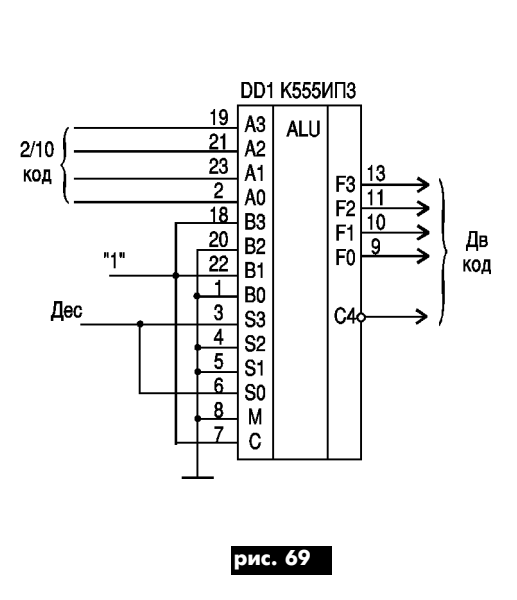 DD1 К555ИП3
ALU
2/10
код
19 A3
21 A2
23 A1
2 A0
18 B3
20 B2
22 B1
1 B0
3 S3
4 S2
5 S1
6 S0
8 M
7 C
"1"
Дес
F3 13
F2 11
F1 10
F0 9
C4
Дв
код
рис. 69